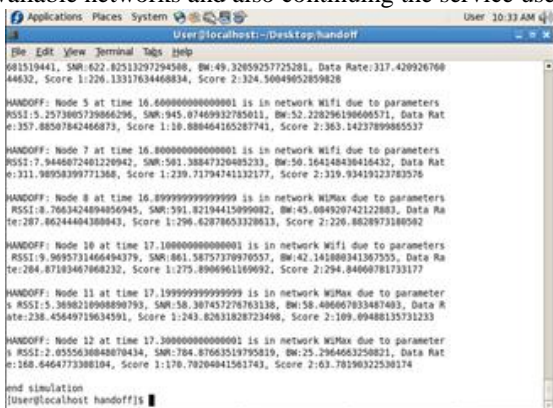 vailable networks and also continuing the service use
Applications Places System User 10:33 AM
User@localhost:~/Desktop/handoff
File Edit View Terminal Tabs Help
681519441, SNR:622.82513297294508, BW:49.32059257725281, Data Rate:317.420926760
44632, Score 1:226.13317634468834, Score 2:324.50049052859828
HANDOFF: Node 5 at time 16.600000000000001 is in network Wifi due to parameters
RSSI:5.2573005739866296, SNR:945.07469932785011, BW:52.228296190606571, Data Rat
e:357.88507842466873, Score 1:10.880464165287741, Score 2:363.14237899865537
HANDOFF: Node 7 at time 16.800000000000001 is in network Wifi due to parameters
RSSI:7.9446072401220942, SNR:501.38847320405233, BW:50.164148430416432, Data Rat
e:311.98958399771368, Score 1:239.71794741132177, Score 2:319.93419123783576
HANDOFF: Node 8 at time 16.899999999999999 is in network WiMax due to parameters
RSSI:8.7663424894056945, SNR:591.82194415099082, BW:45.084920742122883, Data Ra
te:287.86244404388043, Score 1:296.62878653328613, Score 2:226.8828973180582
HANDOFF: Node 10 at time 17.100000000000001 is in network Wifi due to parameters
RSSI:9.9695731466494379, SNR:861.58757370970557, BW:42.141080341367555, Data Ra
te:284.87103467068232, Score 1:275.8906961169692, Score 2:294.84060781733177
HANDOFF: Node 11 at time 17.199999999999999 is in network WiMax due to parameter
s RSSI:5.3698210908890793, SNR:58.307457276763138, BW:58.406067033487403, Data R
ate:238.45649719634591, Score 1:243.82631828723498, Score 2:109.09488135731233
HANDOFF: Node 12 at time 17.300000000000001 is in network WiMax due to parameter
s RSSI:2.0555630848070434, SNR:784.87663519795819, BW:25.2964663250821, Data Rat
e:168.6464773308104, Score 1:170.70204041561743, Score 2:63.78190322530174
end simulation
[User@localhost handoff]$